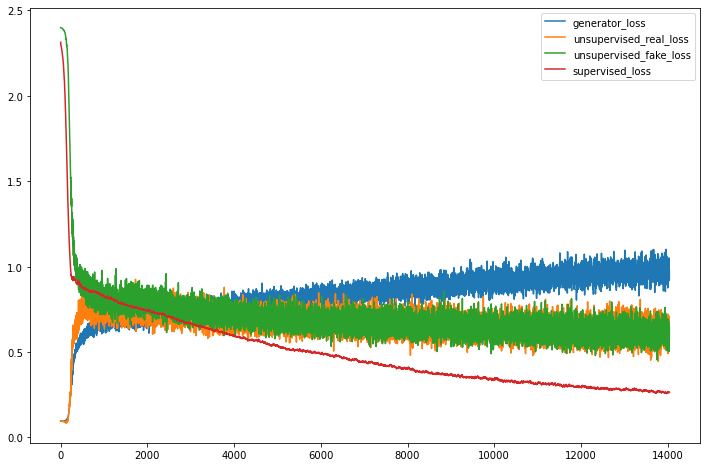 2.5
2.0
1.5
1.0
0.5
0.0
generator_loss
unsupervised_real_loss
unsupervised_fake_loss
supervised_loss
0 2000 4000 6000 8000 10000 12000 14000